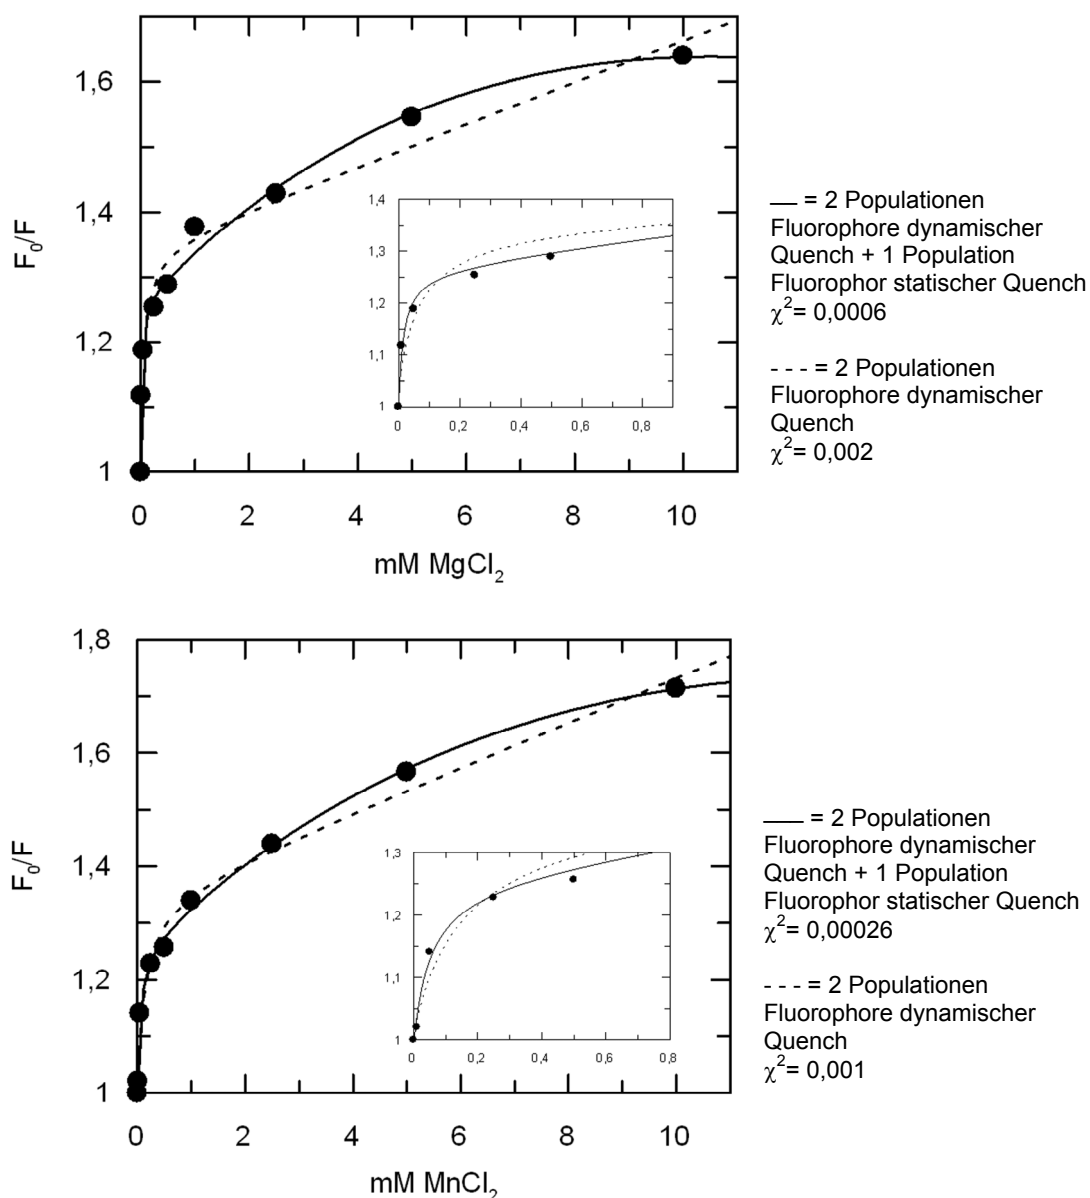 1,6
1,4
1,2
1
F0/F
0 2 4 6 8 10
mM MgCl2
1,4
1,3
1,2
1,1
1
0 0,2 0,4 0,6 0,8
— = 2 Populationen
Fluorophore dynamischer
Quench + 1 Population
Fluorophor statischer Quench
χ²= 0,0006
- - - = 2 Populationen
Fluorophore dynamischer
Quench
χ²= 0,002
1,8
1,6
1,4
1,2
1
F0/F
0 2 4 6 8 10
mM MnCl2
1,3
1,2
1,1
1
0 0,2 0,4 0,6 0,8
— = 2 Populationen
Fluorophore dynamischer
Quench + 1 Population
Fluorophor statischer Quench
χ²= 0,00026
- - - = 2 Populationen
Fluorophore dynamischer
Quench
χ²= 0,001